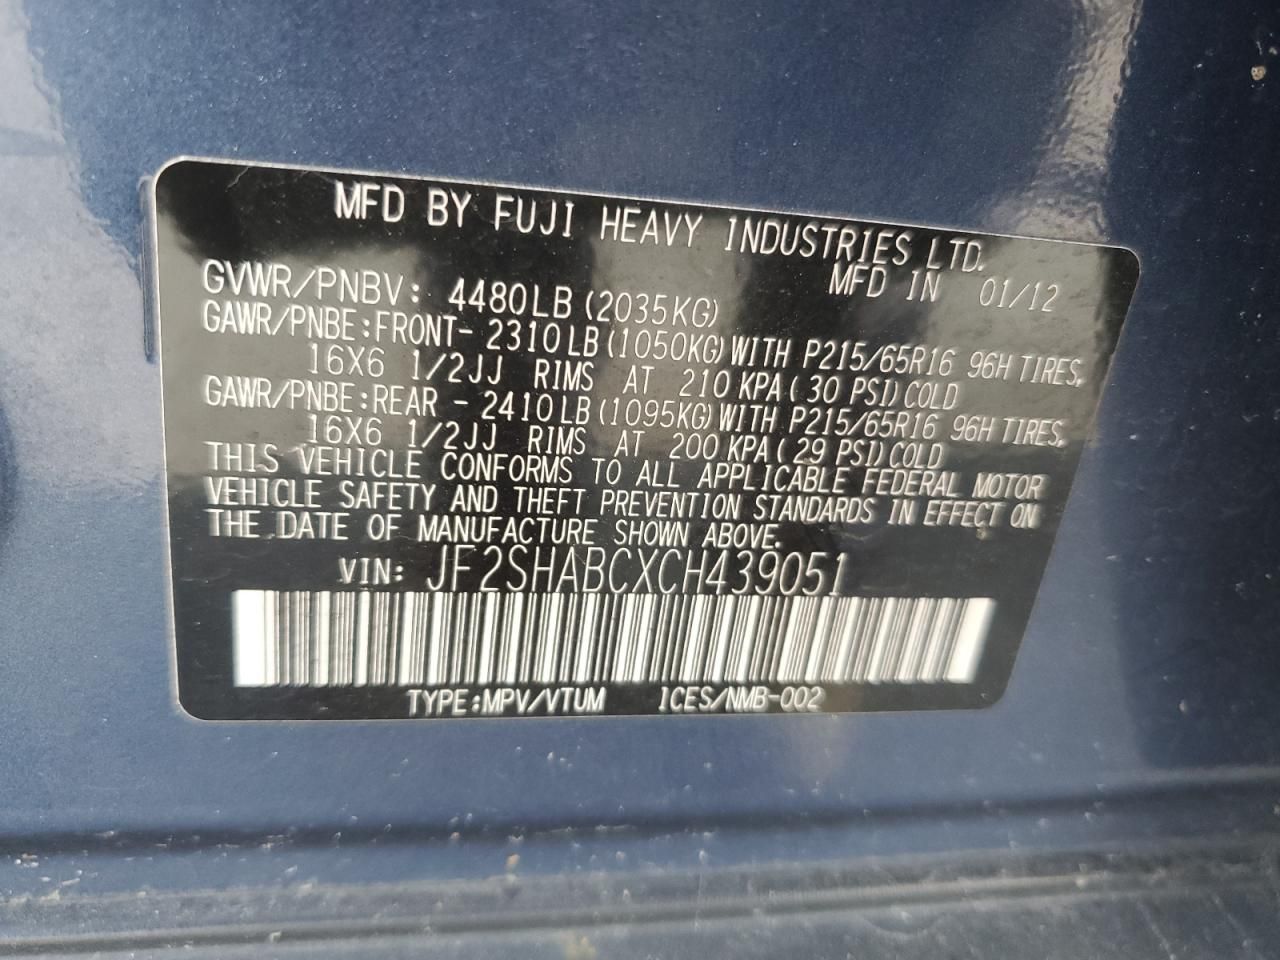 MFD BY FUJI HEAVY INDUSTRIES LTD.
MFD IN 01/12
GVWR/PNBV: 4480LB (2035KG)
GAWR/PNBE:FRONT- 2310LB(1050KG)WITH P215/65R16 96H TIRES,
16X6 1/2JJ RIMS AT 210 KPA( 30 PSI)COLD
GAWR/PNBE:REAR - 2410LB(1095KG)WITH P215/65R16 96H TIRES,
16X6 1/2JJ RIMS AT 200 KPA( 29 PSI)COLD
THIS VEHICLE CONFORMS TO ALL APPLICABLE FEDERAL MOTOR
VEHICLE SAFETY AND THEFT PREVENTION STANDARDS IN EFFECT ON
THE DATE OF MANUFACTURE SHOWN ABOVE.
VIN: JF2SHABCXCH439051
TYPE:MPV/VTUM ICES/NMB-002